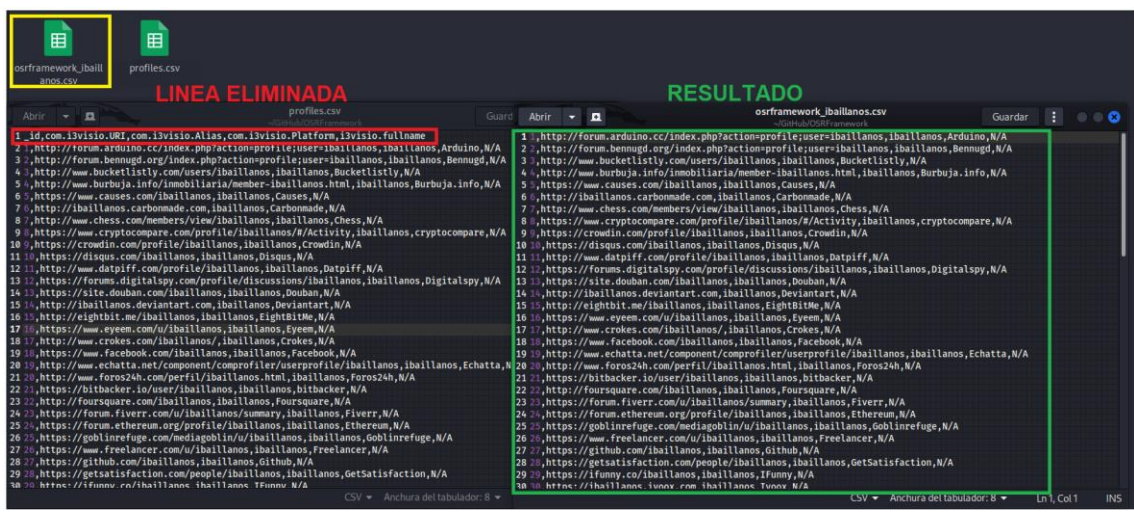 osrframework_ibaill
anos.csv
profiles.csv
LINEA ELIMINADA
RESULTADO
Abrir
profiles.csv
~/GitHub/OSRFramework
Guard
1 _id,com.i3visio.URI,com.i3visio.Alias,com.i3visio.Platform,i3visio.fullname
2 1,http://forum.arduino.cc/index.php?action=profile;user=ibaillanos,ibaillanos,Arduino,N/A
3 2,http://forum.bennugd.org/index.php?action=profile;user=ibaillanos,ibaillanos,Bennugd,N/A
4 3,http://www.bucketlistly.com/users/ibaillanos,ibaillanos,Bucketlistly,N/A
5 4,http://www.burbuja.info/inmobiliaria/member-ibaillanos.html,ibaillanos,Burbuja.info,N/A
6 5,https://www.causes.com/ibaillanos,ibaillanos,Causes,N/A
7 6,http://ibaillanos.carbonmade.com,ibaillanos,Carbonmade,N/A
8 7,http://www.chess.com/members/view/ibaillanos,ibaillanos,Chess,N/A
9 8,https://www.cryptocompare.com/profile/ibaillanos/#/Activity,ibaillanos,cryptocompare,N/A
10 9,https://crowdin.com/profile/ibaillanos,ibaillanos,Crowdin,N/A
11 10,https://disqus.com/ibaillanos,ibaillanos,Disqus,N/A
12 11,http://www.datpiff.com/profile/ibaillanos,ibaillanos,Datpiff,N/A
13 12,https://forums.digitalspy.com/profile/discussions/ibaillanos,ibaillanos,Digitalspy,N/A
14 13,https://site.douban.com/ibaillanos,ibaillanos,Douban,N/A
15 14,http://ibaillanos.deviantart.com,ibaillanos,Deviantart,N/A
16 15,http://eightbit.me/ibaillanos,ibaillanos,EightBitMe,N/A
17 16,https://www.eyeem.com/u/ibaillanos,ibaillanos,Eyeem,N/A
18 17,http://www.crokes.com/ibaillanos/,ibaillanos,Crokes,N/A
19 18,https://www.facebook.com/ibaillanos,ibaillanos,Facebook,N/A
20 19,http://www.echatta.net/component/comprofiler/userprofile/ibaillanos,ibaillanos,Echatta,N
21 20,http://www.foros24h.com/perfil/ibaillanos.html,ibaillanos,Foros24h,N/A
22 21,https://bitbacker.io/user/ibaillanos,ibaillanos,bitbacker,N/A
23 22,http://foursquare.com/ibaillanos,ibaillanos,Foursquare,N/A
24 23,https://forum.fiverr.com/u/ibaillanos/summary,ibaillanos,Fiverr,N/A
25 24,https://forum.ethereum.org/profile/ibaillanos,ibaillanos,Ethereum,N/A
26 25,https://goblinrefuge.com/mediagoblin/u/ibaillanos,ibaillanos,Goblinrefuge,N/A
27 26,https://www.freelancer.com/u/ibaillanos,ibaillanos,Freelancer,N/A
28 27,https://github.com/ibaillanos,ibaillanos,Github,N/A
29 28,https://getsatisfaction.com/people/ibaillanos,ibaillanos,GetSatisfaction,N/A
30 29,https://ifunny.co/ibaillanos,ibaillanos,IFunny,N/A
CSV Anchura del tabulador: 8
Abrir
osrframework_ibaillanos.csv
~/GitHub/OSRFramework
Guardar
1 1,http://forum.arduino.cc/index.php?action=profile;user=ibaillanos,ibaillanos,Arduino,N/A
2 2,http://forum.bennugd.org/index.php?action=profile;user=ibaillanos,ibaillanos,Bennugd,N/A
3 3,http://www.bucketlistly.com/users/ibaillanos,ibaillanos,Bucketlistly,N/A
4 4,http://www.burbuja.info/inmobiliaria/member-ibaillanos.html,ibaillanos,Burbuja.info,N/A
5 5,https://www.causes.com/ibaillanos,ibaillanos,Causes,N/A
6 6,http://ibaillanos.carbonmade.com,ibaillanos,Carbonmade,N/A
7 7,http://www.chess.com/members/view/ibaillanos,ibaillanos,Chess,N/A
8 8,https://www.cryptocompare.com/profile/ibaillanos/#/Activity,ibaillanos,cryptocompare,N/A
9 9,https://crowdin.com/profile/ibaillanos,ibaillanos,Crowdin,N/A
10 10,https://disqus.com/ibaillanos,ibaillanos,Disqus,N/A
11 11,http://www.datpiff.com/profile/ibaillanos,ibaillanos,Datpiff,N/A
12 12,https://forums.digitalspy.com/profile/discussions/ibaillanos,ibaillanos,Digitalspy,N/A
13 13,https://site.douban.com/ibaillanos,ibaillanos,Douban,N/A
14 14,http://ibaillanos.deviantart.com,ibaillanos,Deviantart,N/A
15 15,http://eightbit.me/ibaillanos,ibaillanos,EightBitMe,N/A
16 16,https://www.eyeem.com/u/ibaillanos,ibaillanos,Eyeem,N/A
17 17,http://www.crokes.com/ibaillanos/,ibaillanos,Crokes,N/A
18 18,https://www.facebook.com/ibaillanos,ibaillanos,Facebook,N/A
19 19,http://www.echatta.net/component/comprofiler/userprofile/ibaillanos,ibaillanos,Echatta,N/A
20 20,http://www.foros24h.com/perfil/ibaillanos.html,ibaillanos,Foros24h,N/A
21 21,https://bitbacker.io/user/ibaillanos,ibaillanos,bitbacker,N/A
22 22,http://foursquare.com/ibaillanos,ibaillanos,Foursquare,N/A
23 23,https://forum.fiverr.com/u/ibaillanos/summary,ibaillanos,Fiverr,N/A
24 24,https://forum.ethereum.org/profile/ibaillanos,ibaillanos,Ethereum,N/A
25 25,https://goblinrefuge.com/mediagoblin/u/ibaillanos,ibaillanos,Goblinrefuge,N/A
26 26,https://www.freelancer.com/u/ibaillanos,ibaillanos,Freelancer,N/A
27 27,https://github.com/ibaillanos,ibaillanos,Github,N/A
28 28,https://getsatisfaction.com/people/ibaillanos,ibaillanos,GetSatisfaction,N/A
29 29,https://ifunny.co/ibaillanos,ibaillanos,IFunny,N/A
30 30,https://ibaillanos.ivoox.com,ibaillanos,Ivoox,N/A
CSV Anchura del tabulador: 8 Ln 1, Col 1 INS